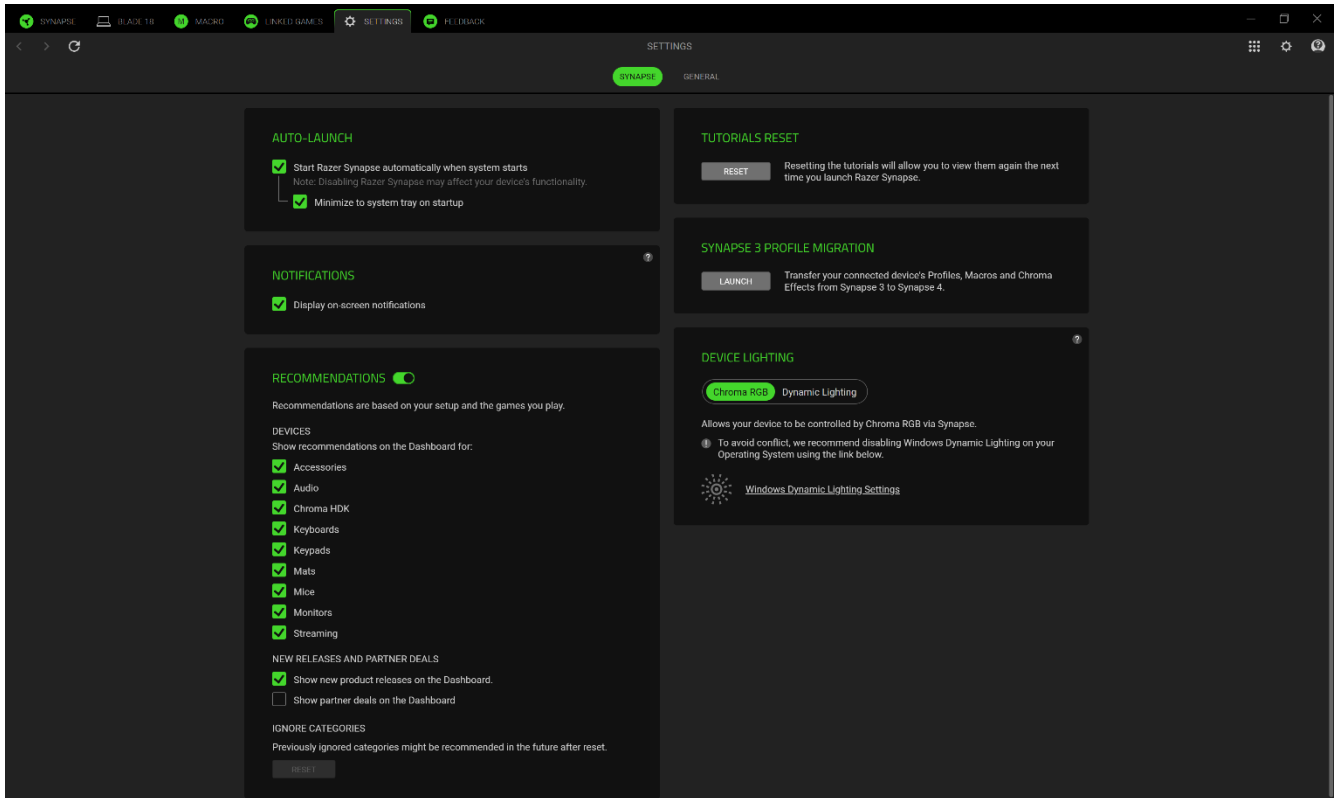 SYNAPSE
BLADE 18
MACRO
LINKED GAMES
SETTINGS
FEEDBACK
SETTINGS
SYNAPSE
GENERAL
AUTO-LAUNCH
Start Razer Synapse automatically when system starts
Note: Disabling Razer Synapse may affect your device's functionality.
Minimize to system tray on startup
NOTIFICATIONS
Display on-screen notifications
RECOMMENDATIONS
Recommendations are based on your setup and the games you play.
DEVICES
Show recommendations on the Dashboard for:
Accessories
Audio
Chroma HDK
Keyboards
Keypads
Mats
Mice
Monitors
Streaming
NEW RELEASES AND PARTNER DEALS
Show new product releases on the Dashboard.
Show partner deals on the Dashboard
IGNORE CATEGORIES
Previously ignored categories might be recommended in the future after reset.
RESET
TUTORIALS RESET
RESET
Resetting the tutorials will allow you to view them again the next
time you launch Razer Synapse.
SYNAPSE 3 PROFILE MIGRATION
LAUNCH
Transfer your connected device's Profiles, Macros and Chroma
Effects from Synapse 3 to Synapse 4.
DEVICE LIGHTING
Chroma RGB
Dynamic Lighting
Allows your device to be controlled by Chroma RGB via Synapse.
To avoid conflict, we recommend disabling Windows Dynamic Lighting on your
Operating System using the link below.
Windows Dynamic Lighting Settings